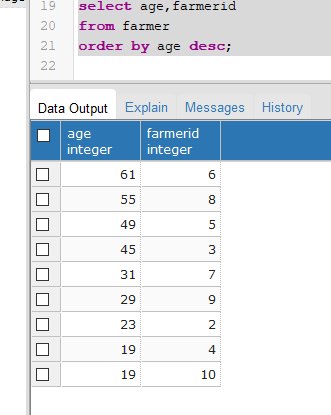 19 select age,farmerid
20 from farmer
21 order by age desc;
22
Data Output Explain Messages History
age farmerid
integer integer
61 6
55 8
49 5
45 3
31 7
29 9
23 2
19 4
19 10